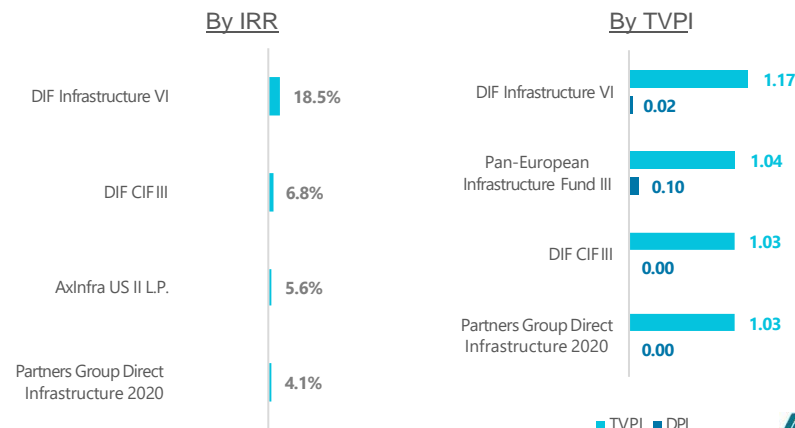 By IRR
DIF Infrastructure VI
18.5%
DIF CIF III
6.8%
AxInfra US II L.P.
5.6%
Partners Group Direct
Infrastructure 2020
4.1%
By TVPI
DIF Infrastructure VI
1.17
0.02
Pan-European
Infrastructure Fund III
1.04
0.10
DIF CIF III
1.03
0.00
Partners Group Direct
Infrastructure 2020
1.03
0.00
TVPI DPI